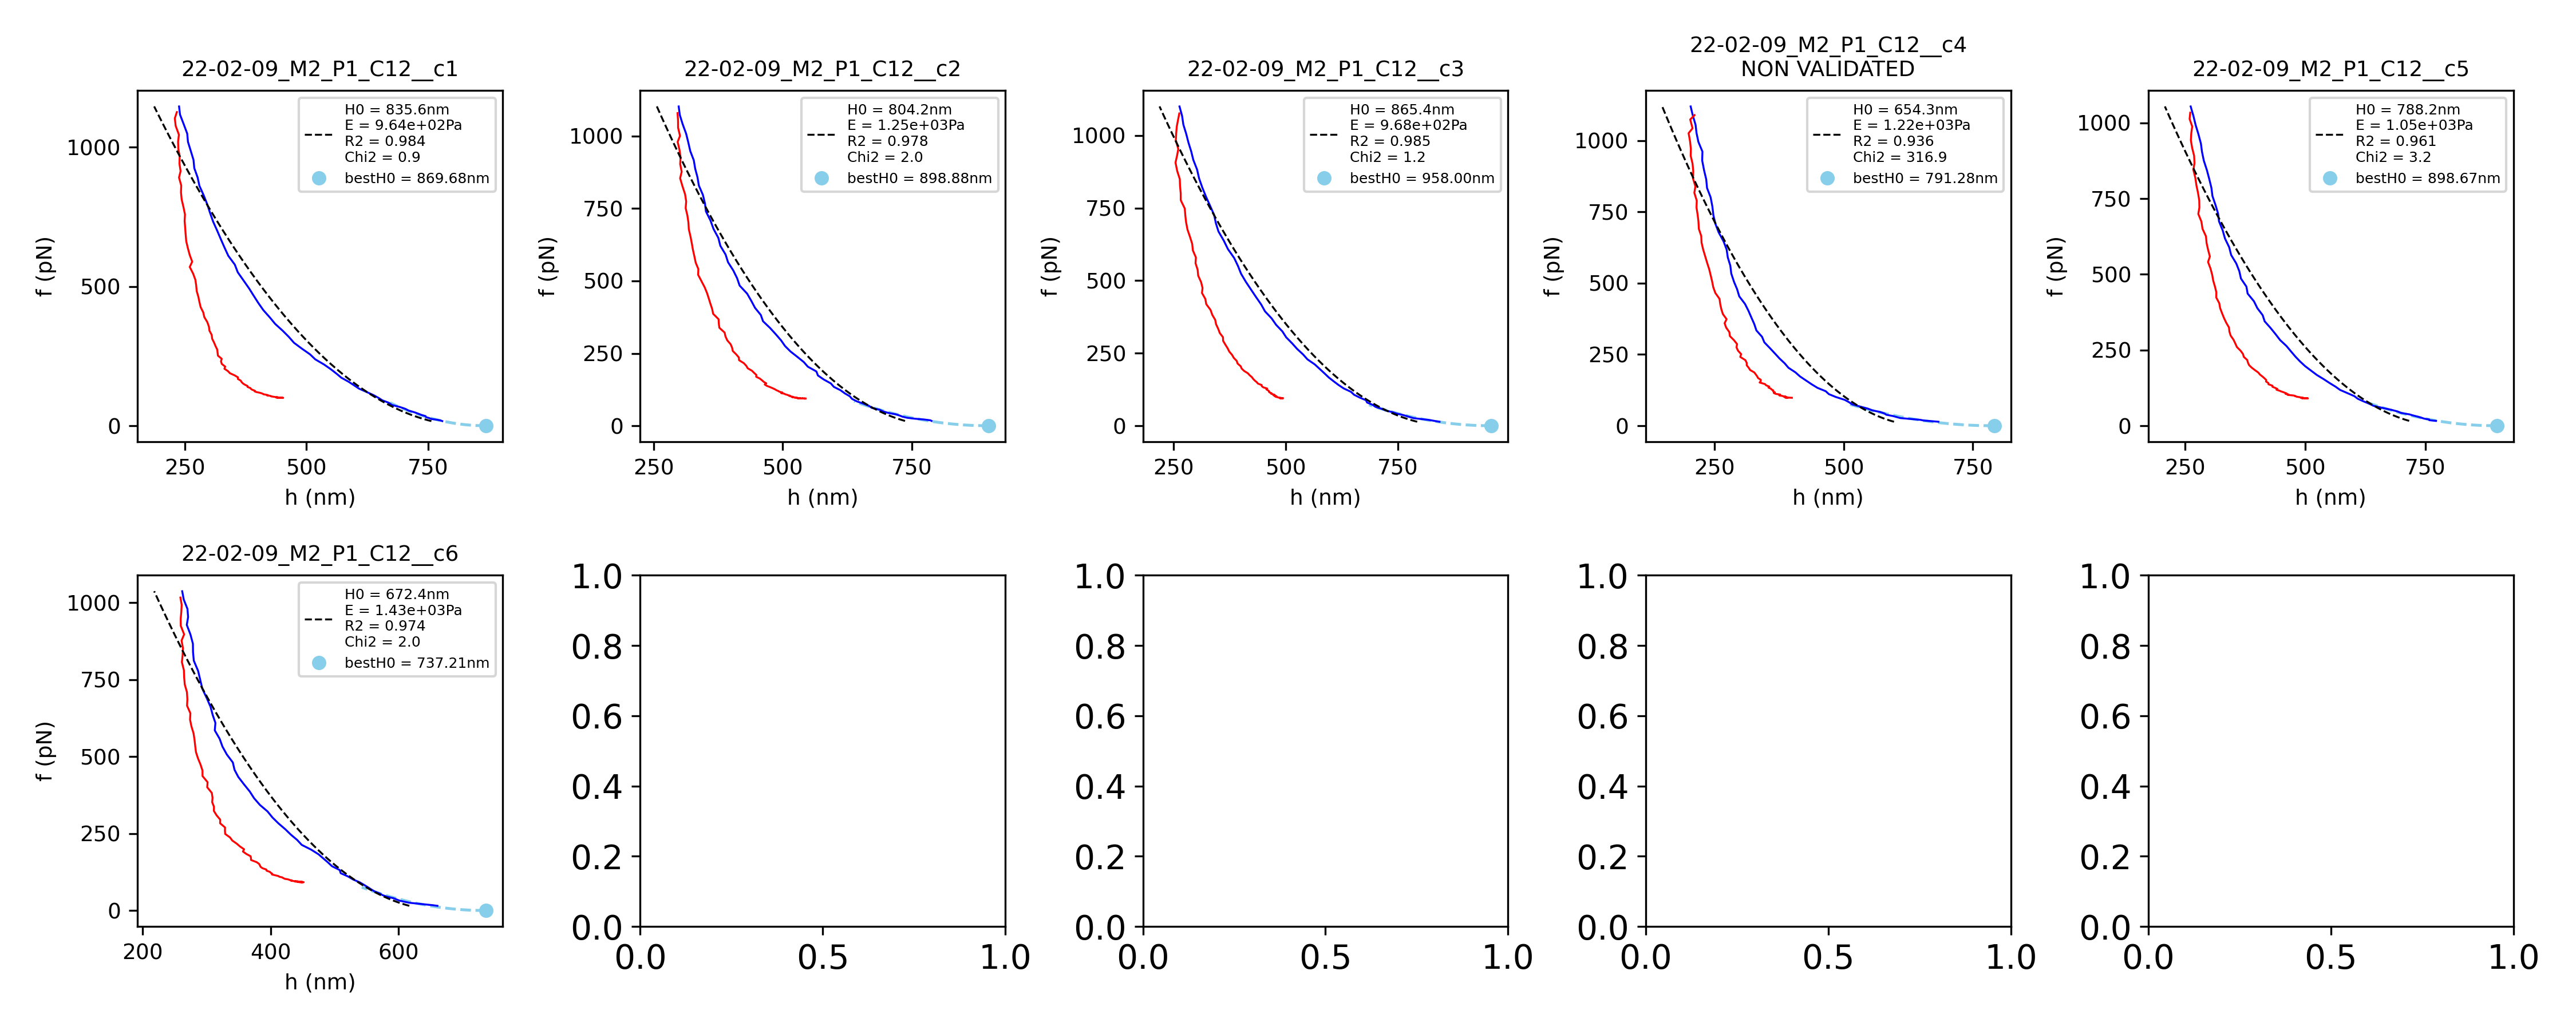 22-02-09_M2_P1_C12__c1
H0 = 835.6nm
E = 9.64e+02Pa
R2 = 0.984
Chi2 = 0.9
bestH0 = 869.68nm
1000
500
0
f (pN)
250 500 750
h (nm)
22-02-09_M2_P1_C12__c2
H0 = 804.2nm
E = 1.25e+03Pa
R2 = 0.978
Chi2 = 2.0
bestH0 = 898.88nm
1000
750
500
250
0
f (pN)
250 500 750
h (nm)
22-02-09_M2_P1_C12__c3
H0 = 865.4nm
E = 9.68e+02Pa
R2 = 0.985
Chi2 = 1.2
bestH0 = 958.00nm
1000
750
500
250
0
f (pN)
250 500 750
h (nm)
22-02-09_M2_P1_C12__c4
NON VALIDATED
H0 = 654.3nm
E = 1.22e+03Pa
R2 = 0.936
Chi2 = 316.9
bestH0 = 791.28nm
1000
750
500
250
0
f (pN)
250 500 750
h (nm)
22-02-09_M2_P1_C12__c5
H0 = 788.2nm
E = 1.05e+03Pa
R2 = 0.961
Chi2 = 3.2
bestH0 = 898.67nm
1000
750
500
250
0
f (pN)
250 500 750
h (nm)
22-02-09_M2_P1_C12__c6
H0 = 672.4nm
E = 1.43e+03Pa
R2 = 0.974
Chi2 = 2.0
bestH0 = 737.21nm
1000
750
500
250
0
f (pN)
200 400 600
h (nm)
1.0
0.8
0.6
0.4
0.2
0.0
0.0 0.5 1.0
1.0
0.8
0.6
0.4
0.2
0.0
0.0 0.5 1.0
1.0
0.8
0.6
0.4
0.2
0.0
0.0 0.5 1.0
1.0
0.8
0.6
0.4
0.2
0.0
0.0 0.5 1.0